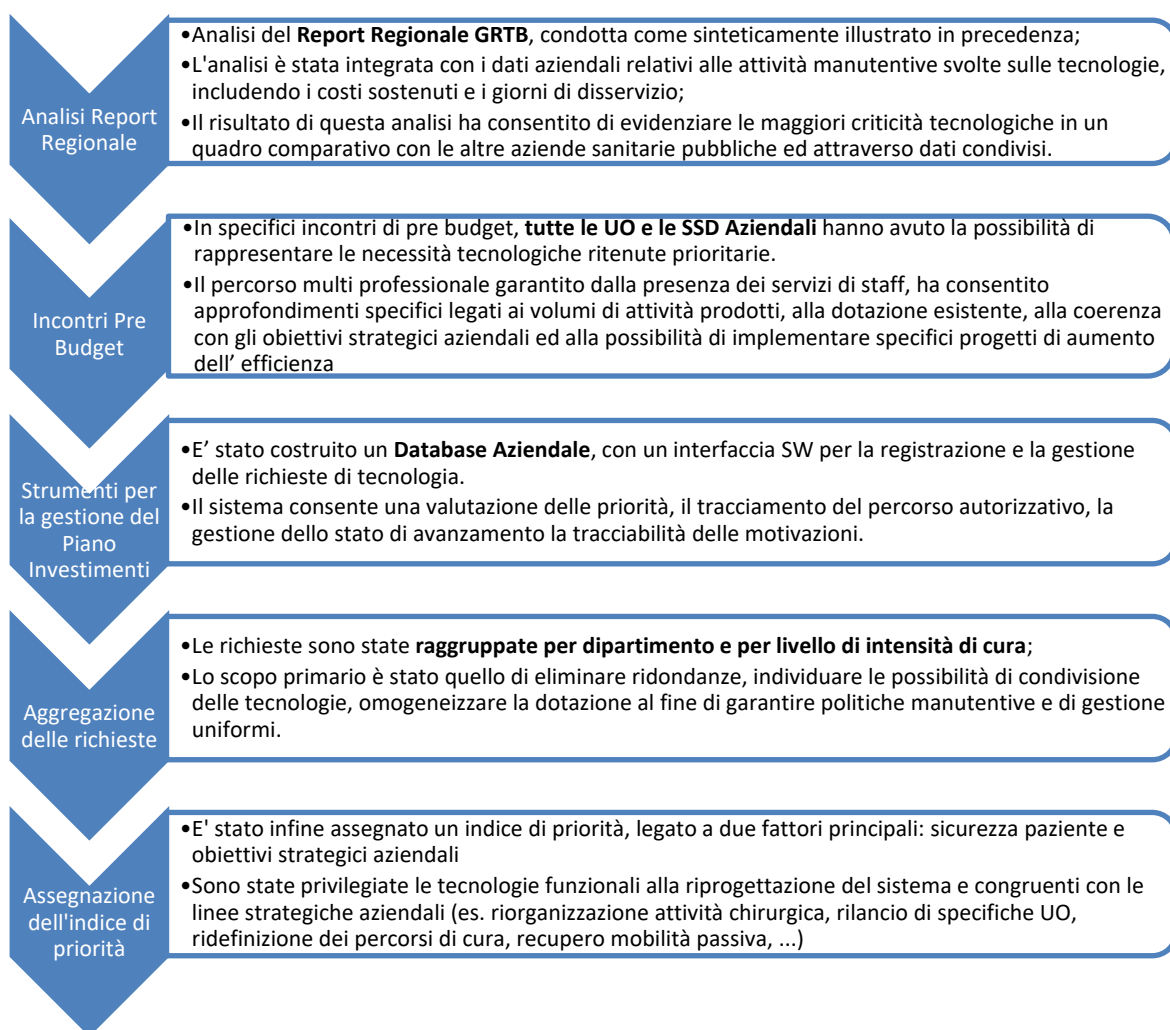 Analisi Report
Regionale
•Analisi del Report Regionale GRTB, condotta come sinteticamente illustrato in precedenza;
•L'analisi è stata integrata con i dati aziendali relativi alle attività manutentive svolte sulle tecnologie,
includendo i costi sostenuti e i giorni di disservizio;
•Il risultato di questa analisi ha consentito di evidenziare le maggiori criticità tecnologiche in un
quadro comparativo con le altre aziende sanitarie pubbliche ed attraverso dati condivisi.
Incontri Pre
Budget
•In specifici incontri di pre budget, tutte le UO e le SSD Aziendali hanno avuto la possibilità di
rappresentare le necessità tecnologiche ritenute prioritarie.
•Il percorso multi professionale garantito dalla presenza dei servizi di staff, ha consentito
approfondimenti specifici legati ai volumi di attività prodotti, alla dotazione esistente, alla coerenza
con gli obiettivi strategici aziendali ed alla possibilità di implementare specifici progetti di aumento
dell' efficienza
Strumenti per
la gestione del
Piano
Investimenti
•E' stato costruito un Database Aziendale, con un interfaccia SW per la registrazione e la gestione
delle richieste di tecnologia.
•Il sistema consente una valutazione delle priorità, il tracciamento del percorso autorizzativo, la
gestione dello stato di avanzamento la tracciabilità delle motivazioni.
Aggregazione
delle richieste
•Le richieste sono state raggruppate per dipartimento e per livello di intensità di cura;
•Lo scopo primario è stato quello di eliminare ridondanze, individuare le possibilità di condivisione
delle tecnologie, omogeneizzare la dotazione al fine di garantire politiche manutentive e di gestione
uniformi.
Assegnazione
dell'indice di
priorità
•E' stato infine assegnato un indice di priorità, legato a due fattori principali: sicurezza paziente e
obiettivi strategici aziendali
•Sono state privilegiate le tecnologie funzionali alla riprogettazione del sistema e congruenti con le
linee strategiche aziendali (es. riorganizzazione attività chirurgica, rilancio di specifiche UO,
ridefinizione dei percorsi di cura, recupero mobilità passiva, ...)